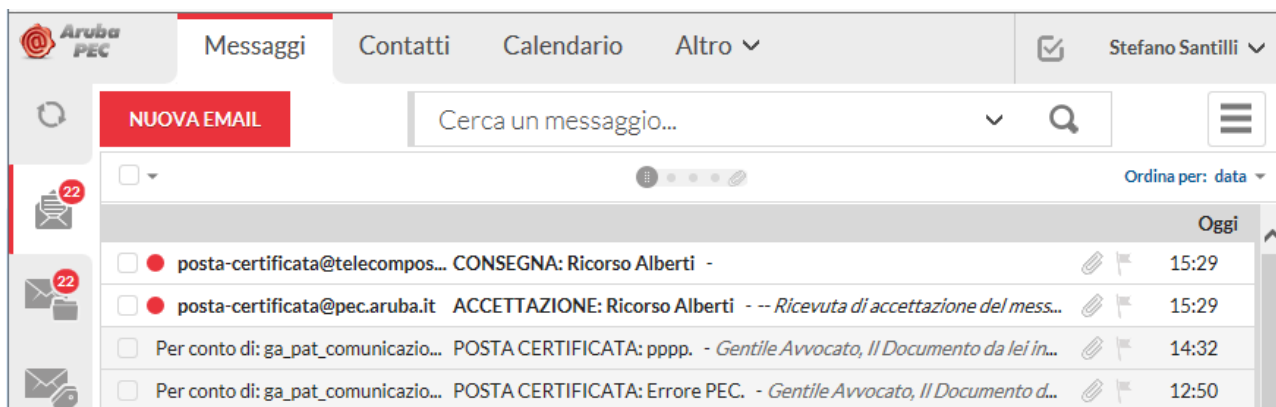 Aruba PEC Messaggi Contatti Calendario Altro Stefano Santilli
NUOVA EMAIL Cerca un messaggio...
22
Ordina per: data
Oggi
posta-certificata@telecompos... CONSEGNA: Ricorso Alberti - 15:29
22
posta-certificata@pec.aruba.it ACCETTAZIONE: Ricorso Alberti - -- Ricevuta di accettazione del mess... 15:29
Per conto di: ga_pat_comunicazio... POSTA CERTIFICATA: pppp. - Gentile Avvocato, Il Documento da lei in... 14:32
Per conto di: ga_pat_comunicazio... POSTA CERTIFICATA: Errore PEC. - Gentile Avvocato, Il Documento d... 12:50